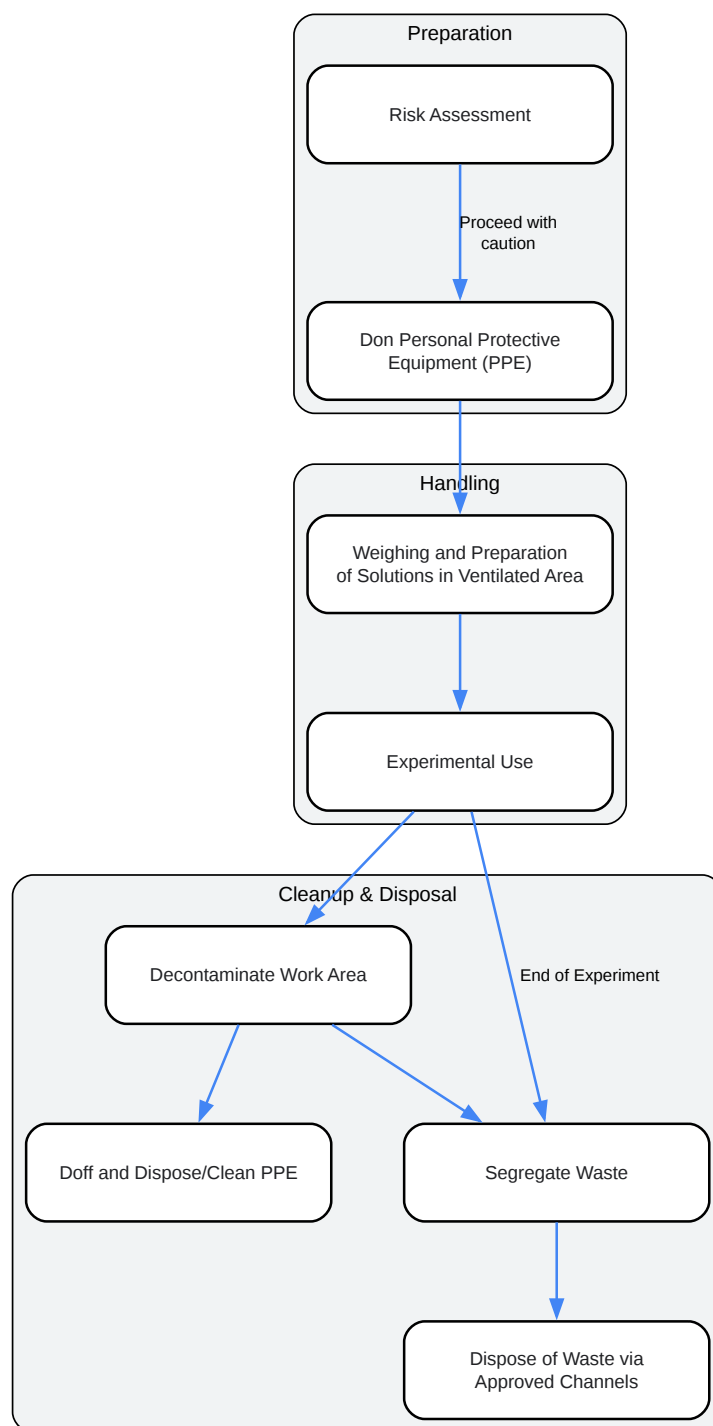 Preparation
Risk Assessment
Proceed with
caution
Don Personal Protective
Equipment (PPE)
Handling
Weighing and Preparation
of Solutions in Ventilated Area
Experimental Use
Cleanup & Disposal
Decontaminate Work Area
End of Experiment
Doff and Dispose/Clean PPE
Segregate Waste
Dispose of Waste via
Approved Channels